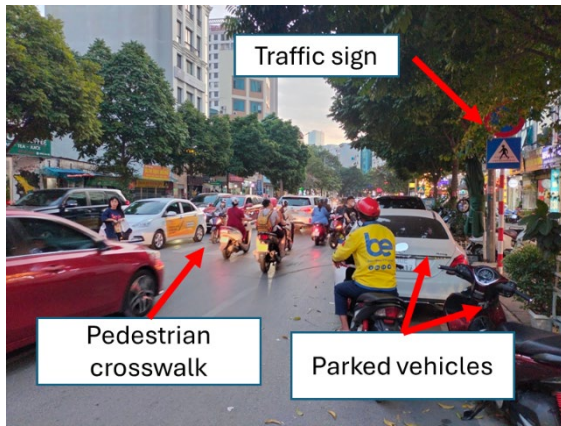 Traffic sign
be
Pedestrian
crosswalk
Parked vehicles